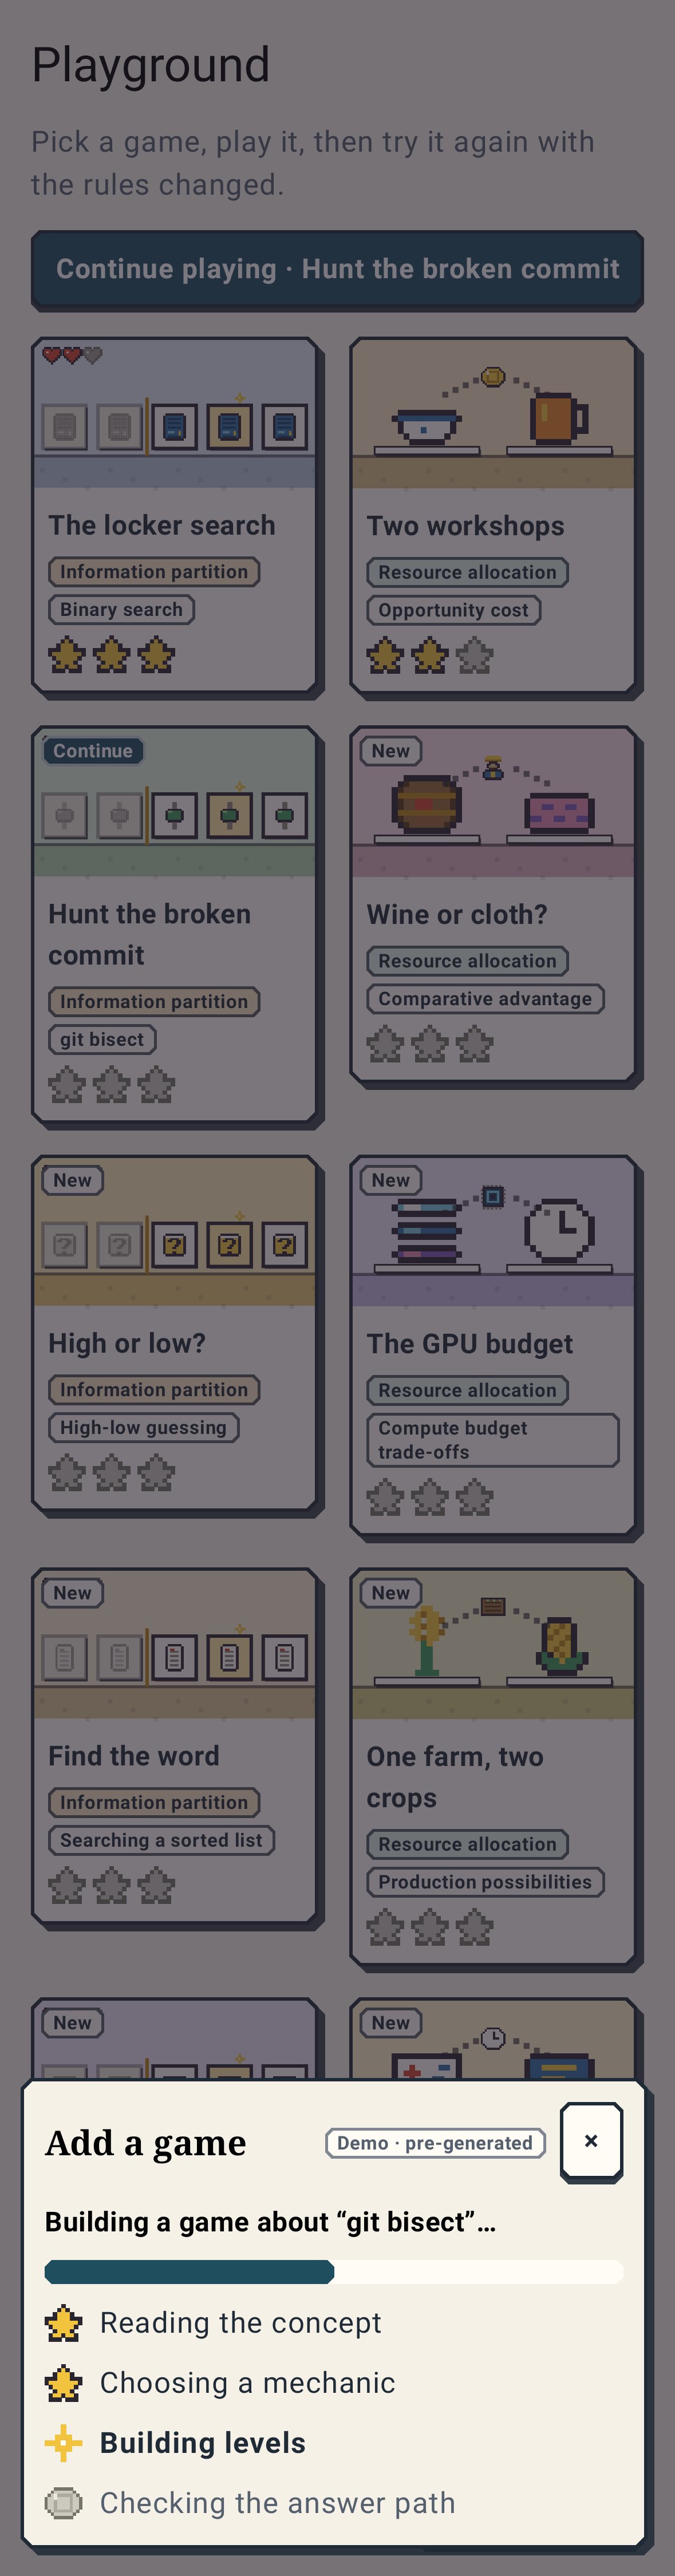 Playground
Pick a game, play it, then try it again with
the rules changed.
Continue playing · Hunt the broken commit
The locker search
Information partition
Binary search
Two workshops
Resource allocation
Opportunity cost
Continue
Hunt the broken
commit
Information partition
git bisect
New
Wine or cloth?
Resource allocation
Comparative advantage
New
High or low?
Information partition
High-low guessing
New
The GPU budget
Resource allocation
Compute budget
trade-offs
New
Find the word
Information partition
Searching a sorted list
New
One farm, two
crops
Resource allocation
Production possibilities
New
New
Add a game
Demo · pre-generated
×
Building a game about “git bisect”…
Reading the concept
Choosing a mechanic
Building levels
Checking the answer path